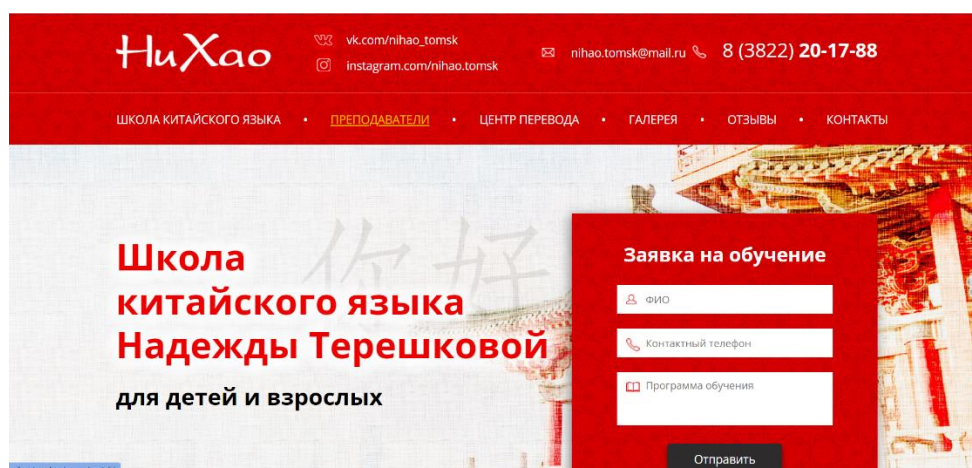 НиХао
vk.com/nihao_tomsk
instagram.com/nihao.tomsk
nihao.tomsk@mail.ru
8 (3822) 20-17-88
ШКОЛА КИТАЙСКОГО ЯЗЫКА • ПРЕПОДАВАТЕЛИ • ЦЕНТР ПЕРЕВОДА • ГАЛЕРЕЯ • ОТЗЫВЫ • КОНТАКТЫ
你好
Школа
китайского языка
Надежды Терешковой
для детей и взрослых
Заявка на обучение
ФИО
Контактный телефон
Программа обучения
Отправить